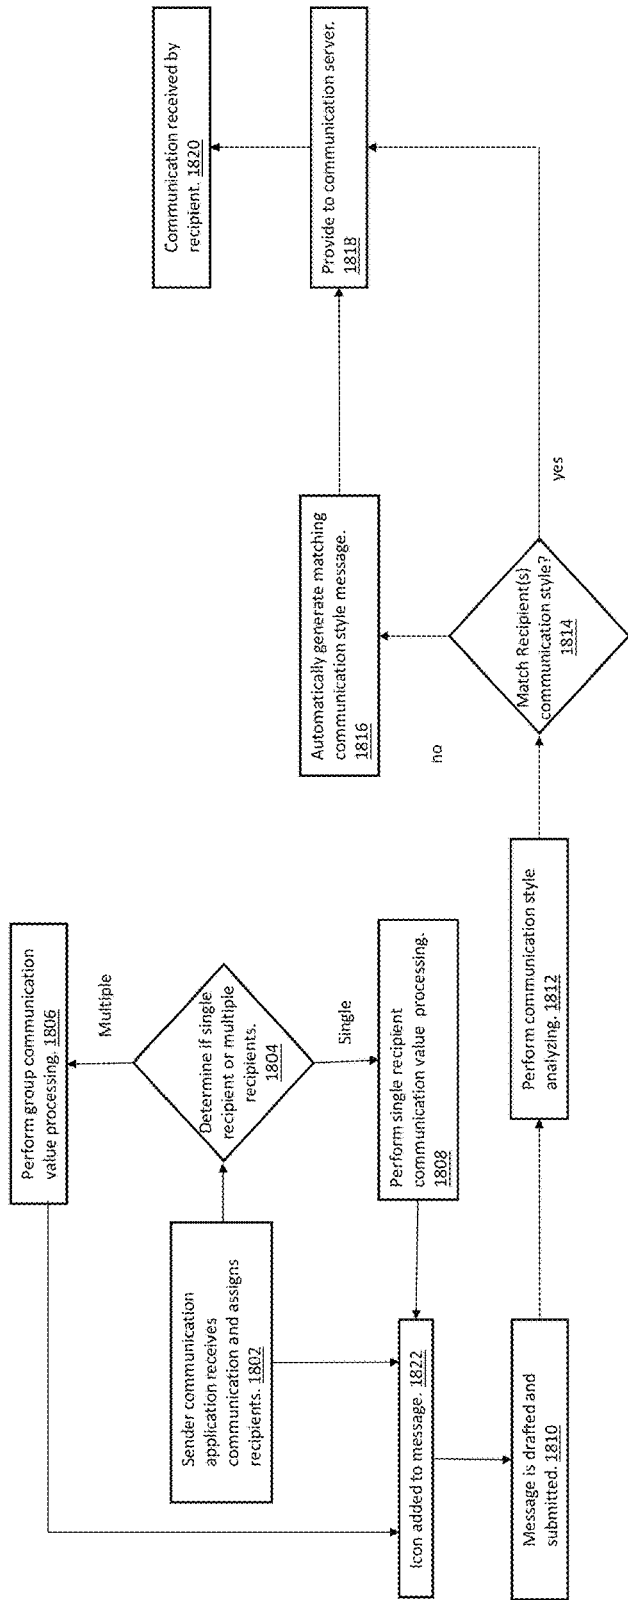 Sender communication
application receives
communication and assigns
recipients. 1802
Determine if single
recipient or multiple
recipients.
1804
Multiple
Single
Perform group communication
value processing. 1806
Perform single recipient
communication value processing.
1808
Icon added to message. 1822
Message is drafted and
submitted. 1810
Perform communication style
analyzing. 1812
Match Recipient(s)
communication style?
1814
no
yes
Automatically generate matching
communication style message.
1816
Provide to communication server.
1818
Communication received by
recipient. 1820